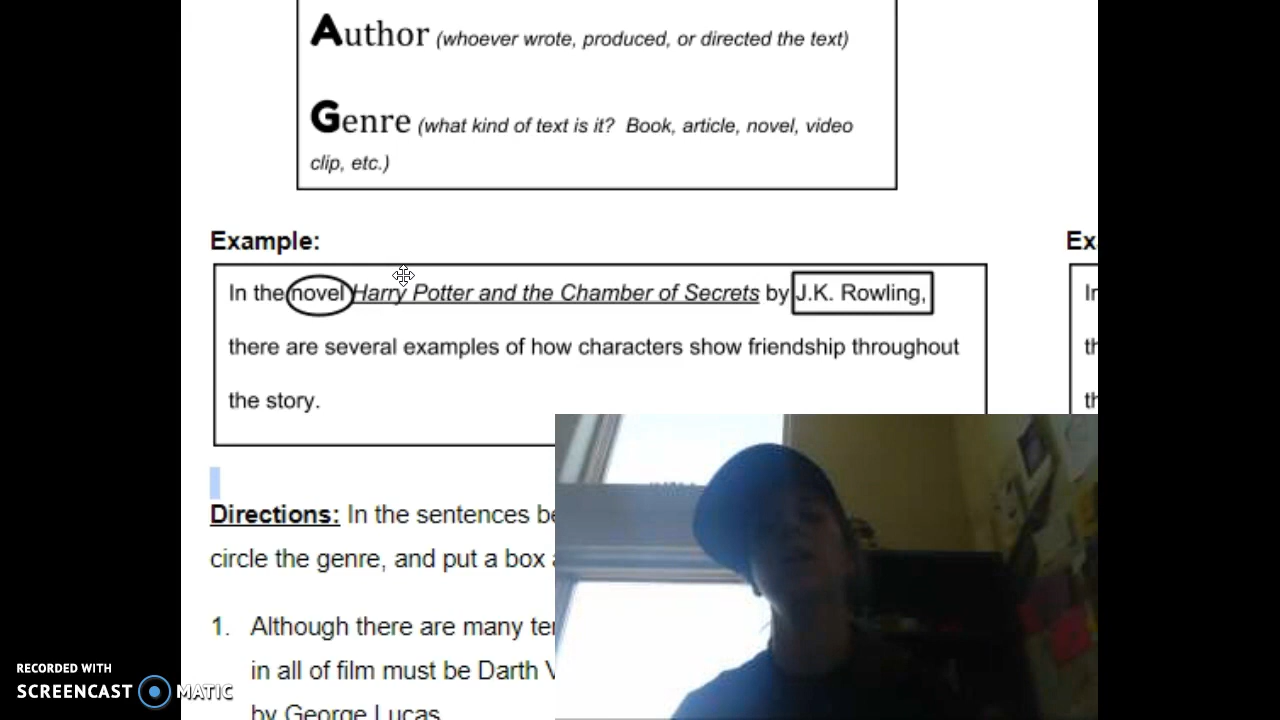 Author (whoever wrote, produced, or directed the text)
Genre (what kind of text is it? Book, article, novel, video
clip, etc.)
Example:
Ex
In the novel Harry Potter and the Chamber of Secrets by J.K. Rowling,
there are several examples of how characters show friendship throughout
the story.
In
th
th
Directions: In the sentences be
circle the genre, and put a box a
1. Although there are many ter
in all of film must be Darth V
by George Lucas
RECORDED WITH
SCREENCAST MATIC